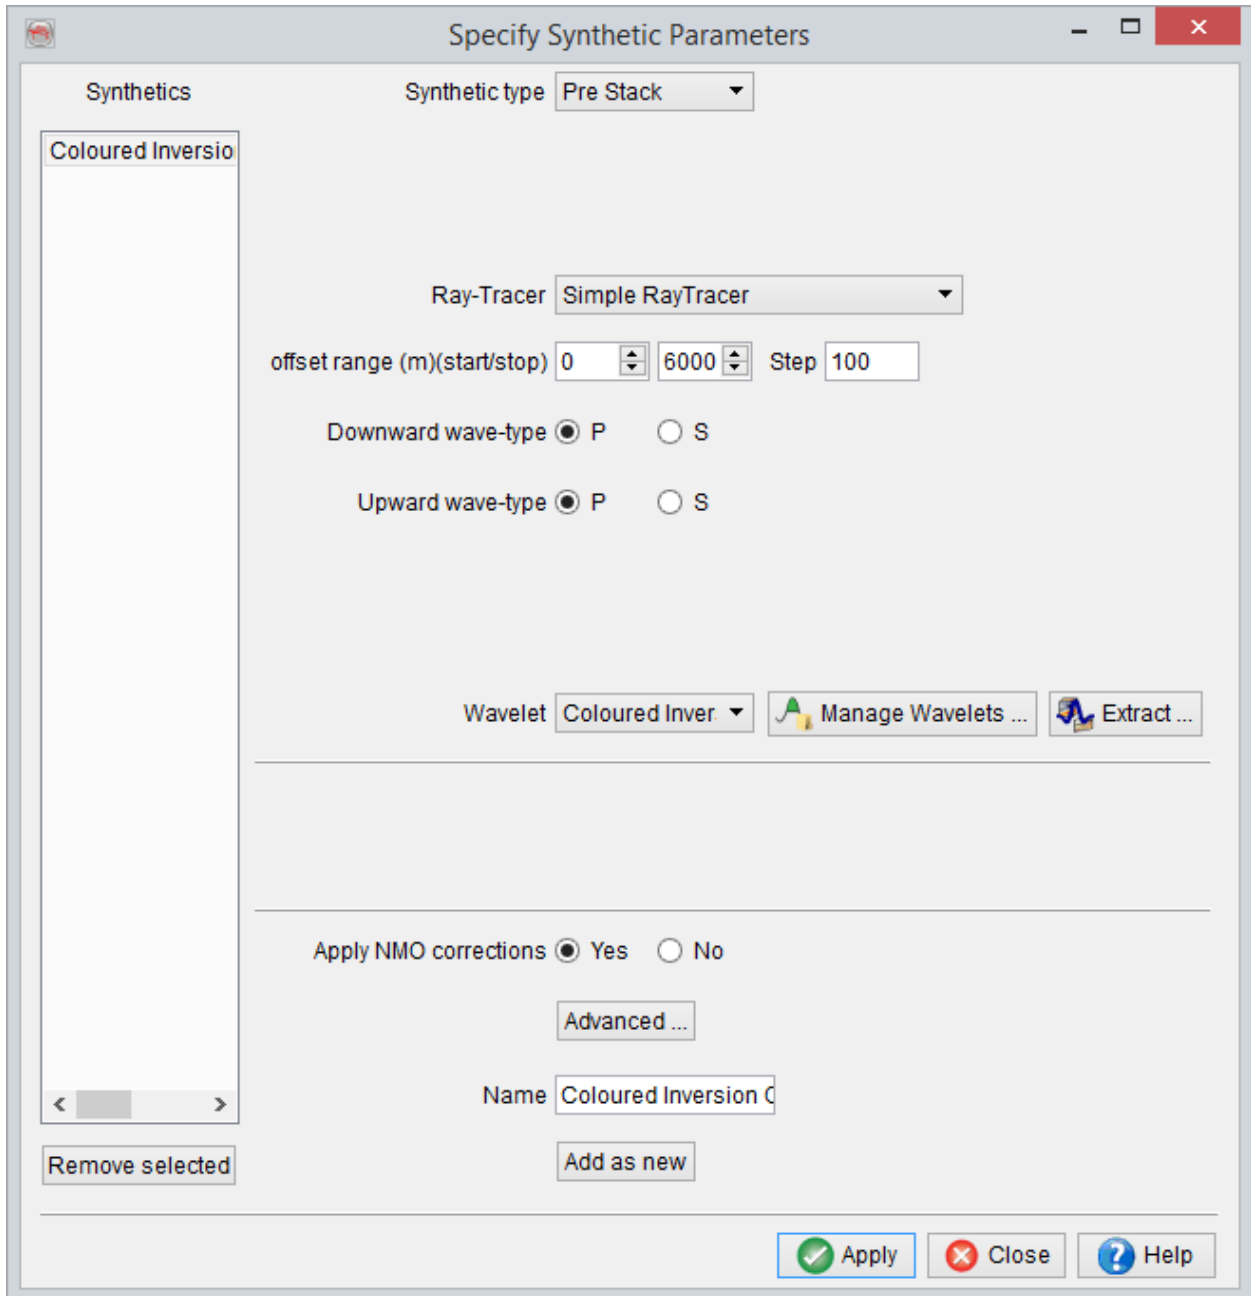 Specify Synthetic Parameters
Synthetics
Synthetic type Pre Stack
Coloured Inversio
Ray-Tracer Simple RayTracer
offset range (m)(start/stop) 0 6000 Step 100
Downward wave-type P S
Upward wave-type P S
Wavelet Coloured Inver Manage Wavelets ... Extract ...
Apply NMO corrections Yes No
Advanced ...
Name Coloured Inversion
Add as new
Remove selected
Apply Close Help